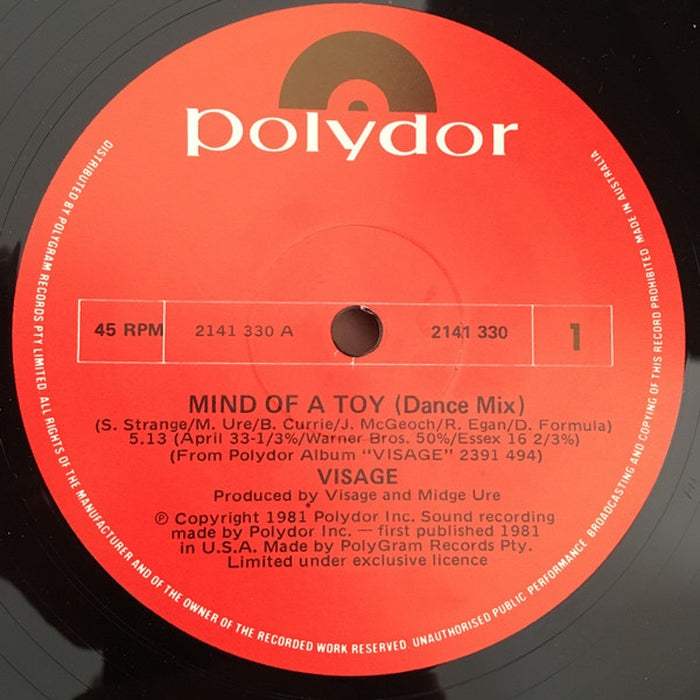 polydor
45 RPM 2141 330 A 2141 330 1
MIND OF A TOY (Dance Mix)
(S. Strange/M. Ure/B. Currie/J. McGeoch/R. Egan/D. Formula)
5.13 (April 33-1/3%/Warner Bros. 50%/Essex 16 2/3%)
(From Polydor Album "VISAGE" 2391 494)
VISAGE
Produced by Visage and Midge Ure
℗ Copyright 1981 Polydor Inc. Sound recording
made by Polydor Inc. — first published 1981
in U.S.A. Made by PolyGram Records Pty.
Limited under exclusive licence
DISTRIBUTED BY POLYGRAM RECORDS PTY LIMITED. ALL RIGHTS OF THE MANUFACTURER AND OF THE OWNER OF THE RECORDED WORK RESERVED. UNAUTHORISED PUBLIC PERFORMANCE, BROADCASTING AND COPYING OF THIS RECORD PROHIBITED MADE IN AUSTRALIA